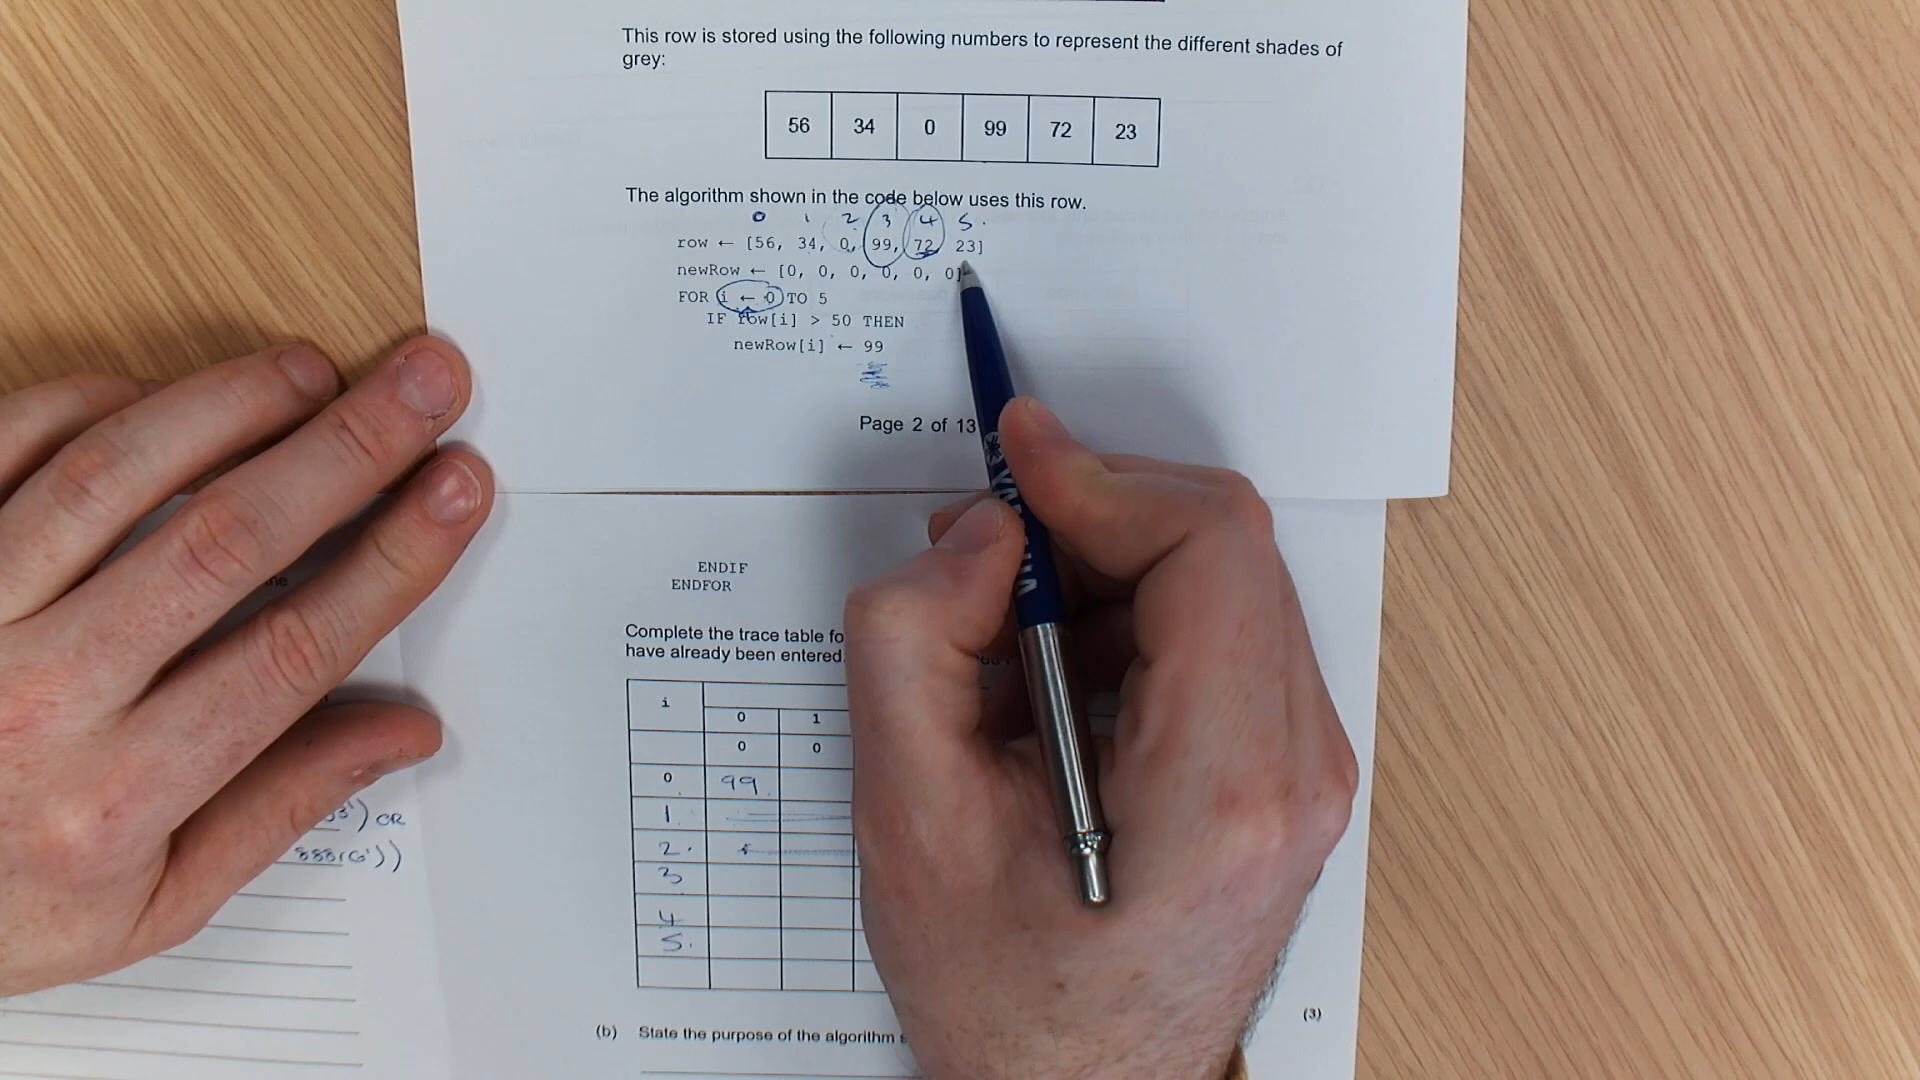 This row is stored using the following numbers to represent the different shades of
grey:
56 34 0 99 72 23
The algorithm shown in the code below uses this row.
0 1 2 3 4 5.
row ← [56, 34, 0, 99, 72, 23]
newRow ← [0, 0, 0, 0, 0, 0]
FOR i ← 0 TO 5
IF row[i] > 50 THEN
newRow[i] ← 99
Page 2 of 13
ENDIF
ENDFOR
Complete the trace table fo
have already been entered.
i
0 1
0 0
0 99
1
2.
3
4
5.
(3)
(b) State the purpose of the algorithm s
') OR
888(G'))